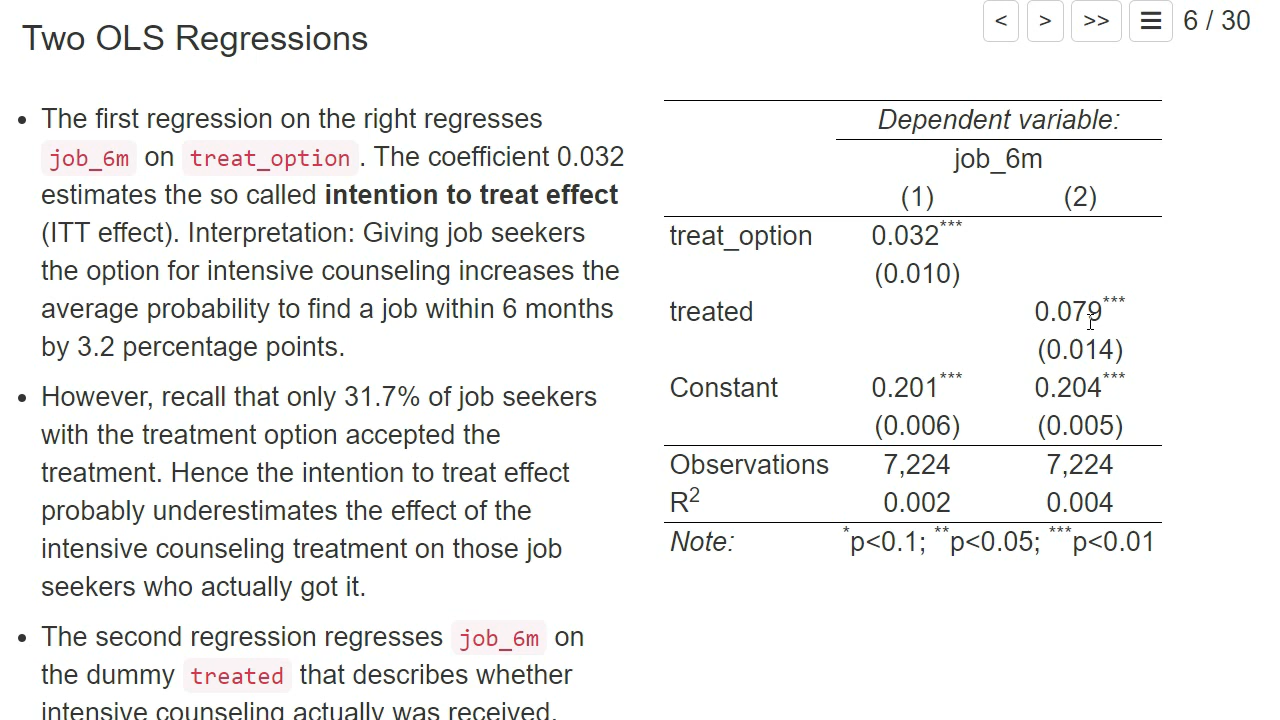 Two OLS Regressions
< > >> ☰ 6 / 30
• The first regression on the right regresses
job_6m on treat_option. The coefficient 0.032
estimates the so called intention to treat effect
(ITT effect). Interpretation: Giving job seekers
the option for intensive counseling increases the
average probability to find a job within 6 months
by 3.2 percentage points.
• However, recall that only 31.7% of job seekers
with the treatment option accepted the
treatment. Hence the intention to treat effect
probably underestimates the effect of the
intensive counseling treatment on those job
seekers who actually got it.
• The second regression regresses job_6m on
the dummy treated that describes whether
intensive counseling actually was received.
Dependent variable:
job_6m
(1) (2)
treat_option 0.032***
(0.010)
treated 0.079***
(0.014)
Constant 0.201*** 0.204***
(0.006) (0.005)
Observations 7,224 7,224
R² 0.002 0.004
Note: *p<0.1; **p<0.05; ***p<0.01